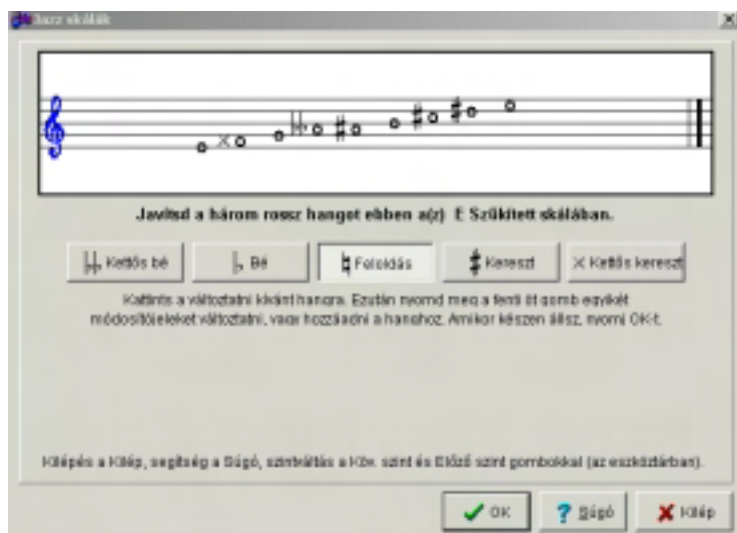 Jazz skálák
Javítsd a három rossz hangot ebben a(z) E Szűkített skálában.
Kettős bé
Bé
Feloldás
Kereszt
Kettős kereszt
Kattints a változtatni kívánt hangra. Ezután nyomd meg a fenti öt gomb egyikét
módosítójeleket változtatni, vagy hozzáadni a hanghoz. Amikor készen állsz, nyomj OK-t.
Kilépés a Kilép, segítség a Súgó, szintváltás a Köv. szint és Előző szint gombokkal (az eszköztárban).
OK
Súgó
Kilép